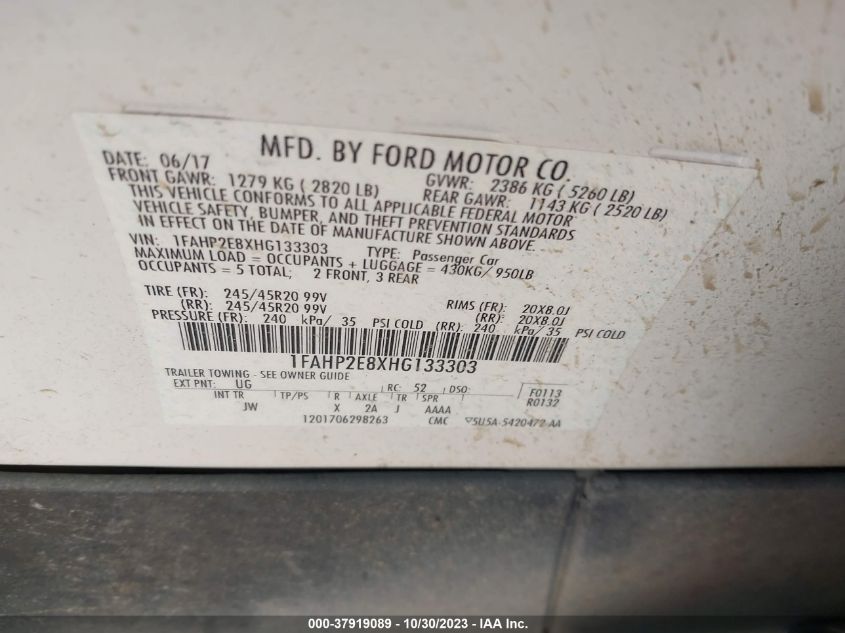 MFD. BY FORD MOTOR CO.
DATE: 06/17 GVWR: 2386 KG ( 5260 LB)
FRONT GAWR: 1279 KG ( 2820 LB) REAR GAWR: 1143 KG ( 2520 LB)
THIS VEHICLE CONFORMS TO ALL APPLICABLE FEDERAL MOTOR
VEHICLE SAFETY, BUMPER, AND THEFT PREVENTION STANDARDS
IN EFFECT ON THE DATE OF MANUFACTURE SHOWN ABOVE.
VIN: 1FAHP2E8XHG133303 TYPE: Passenger Car
MAXIMUM LOAD = OCCUPANTS + LUGGAGE = 430KG/ 950LB
OCCUPANTS = 5 TOTAL; 2 FRONT, 3 REAR
TIRE (FR): 245/45R20 99V RIMS (FR): 20X8.0J
(RR): 245/45R20 99V (RR): 20X8.0J
PRESSURE (FR): 240 kPa/ 35 PSI COLD (RR): 240 kPa/ 35 PSI COLD
1FAHP2E8XHG133303
TRAILER TOWING - SEE OWNER GUIDE
EXT PNT: UG RC: 52 DSO: F0113
INT TR TP/PS R AXLE TR SPR R0132
JW X 2A J AAAA
1201706298263 CMC 5U5A-5420472-AA
000-37919089 - 10/30/2023 - IAA Inc.